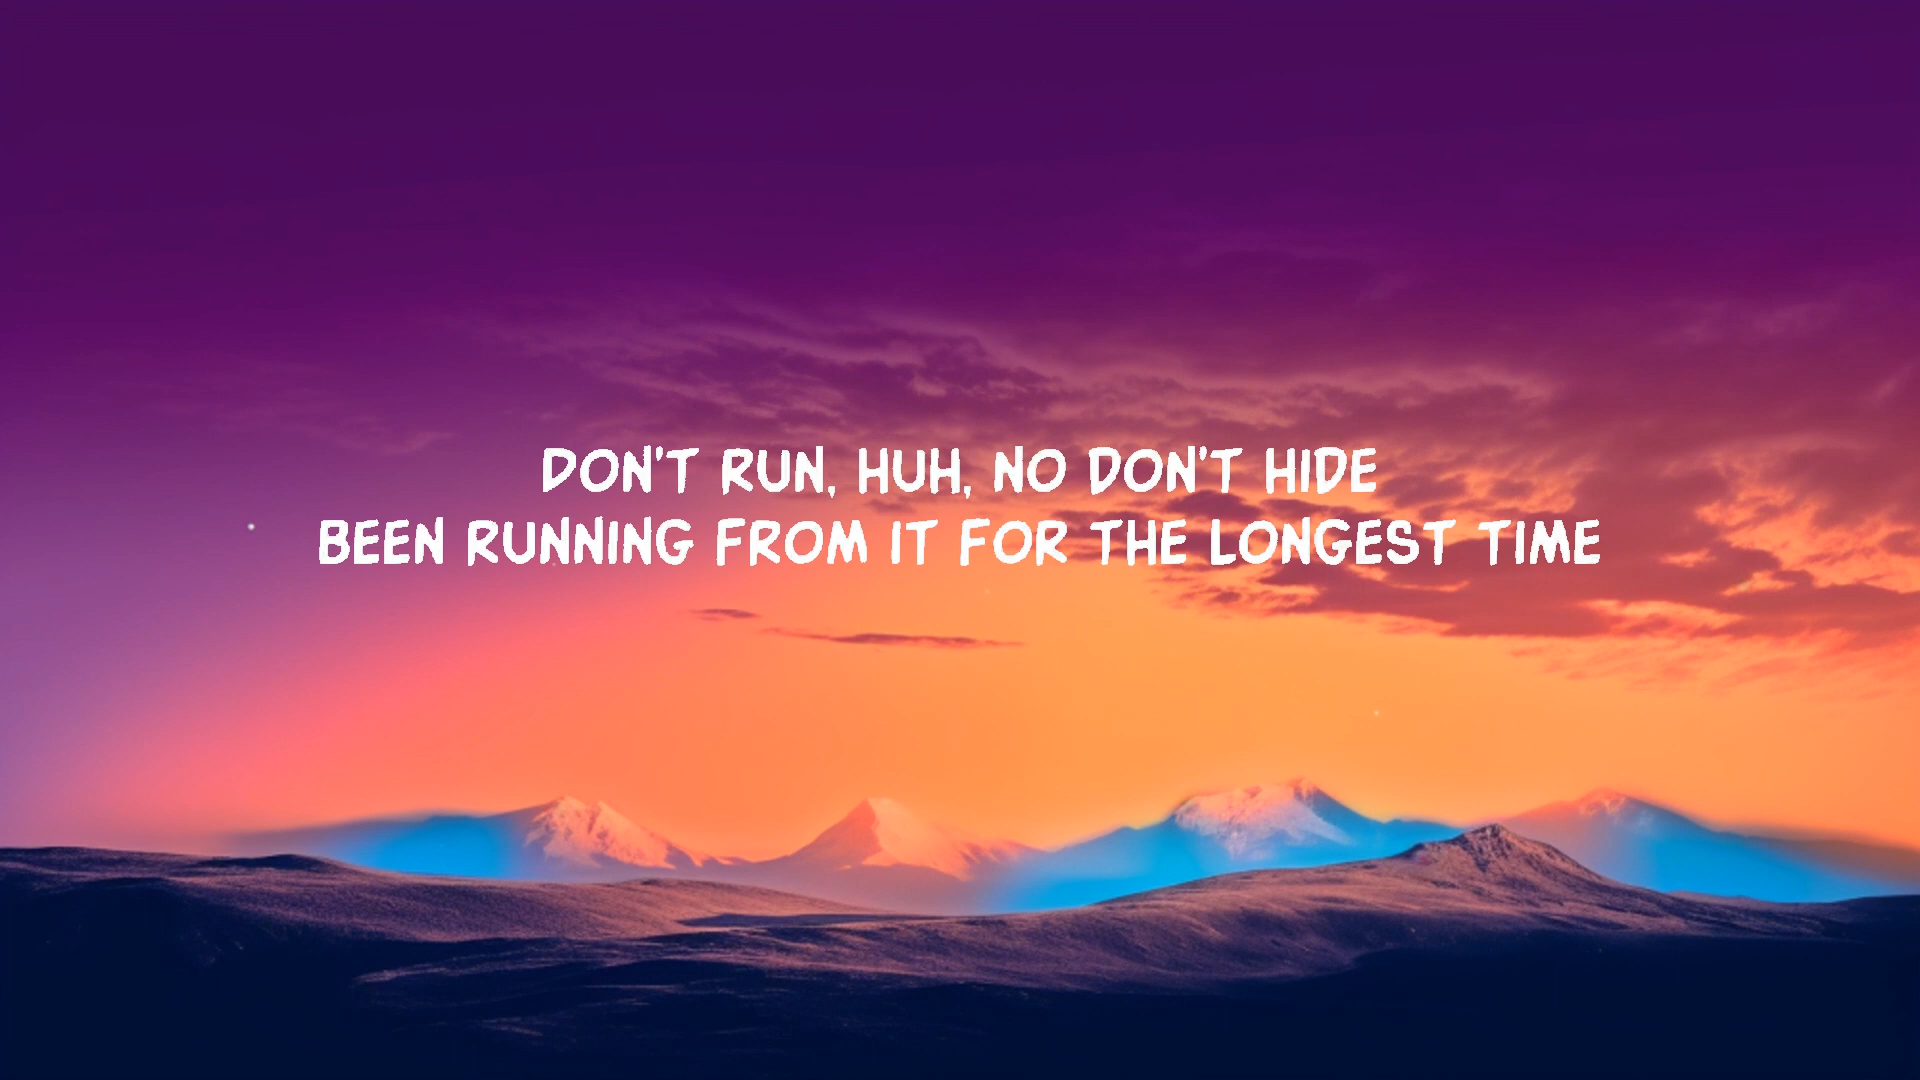 DON'T RUN, HUH, NO DON'T HIDE
BEEN RUNNING FROM IT FOR THE LONGEST TIME